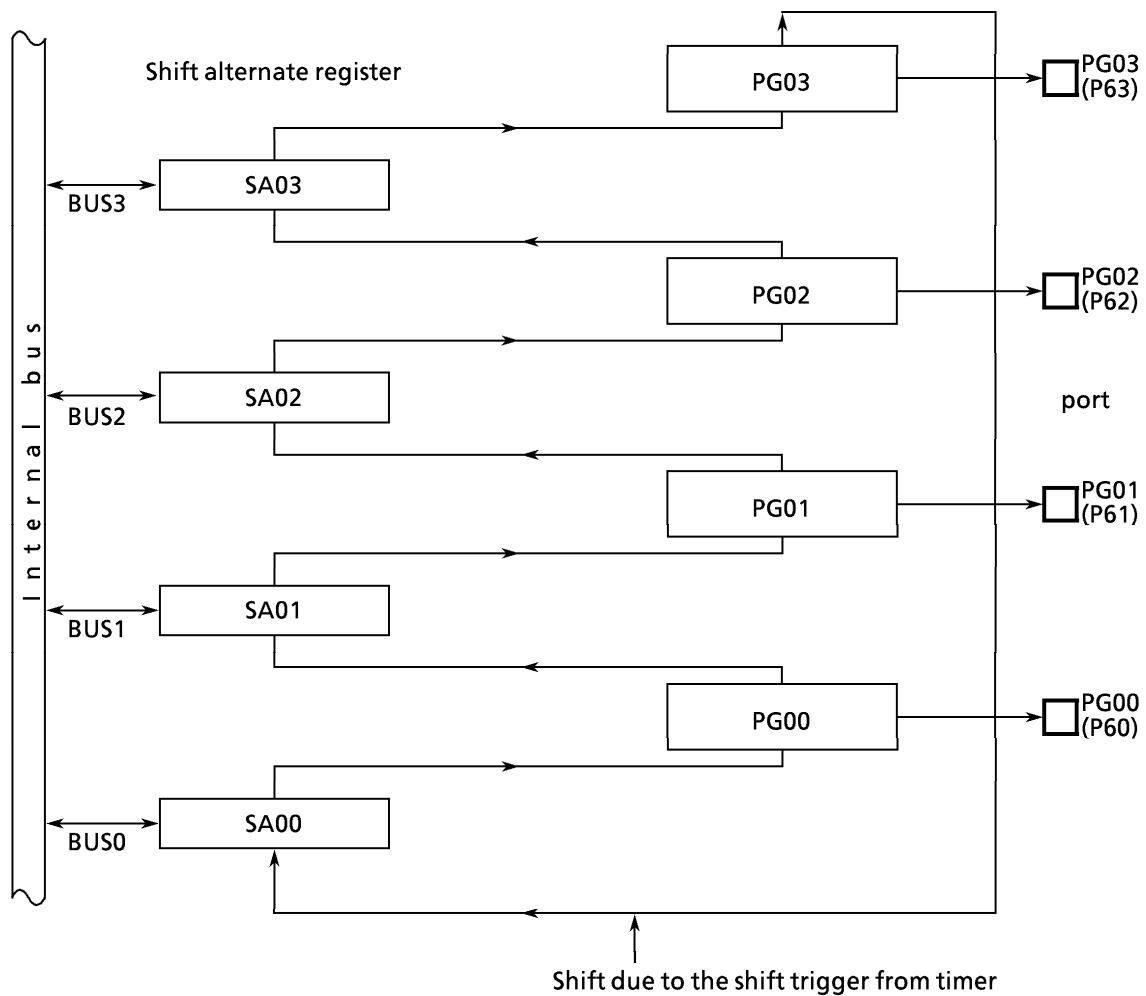 Shift alternate register
PG03
PG03
(P63)
SA03
BUS3
PG02
PG02
(P62)
Internal bus
SA02
BUS2
port
PG01
PG01
(P61)
SA01
BUS1
PG00
PG00
(P60)
SA00
BUS0
Shift due to the shift trigger from timer